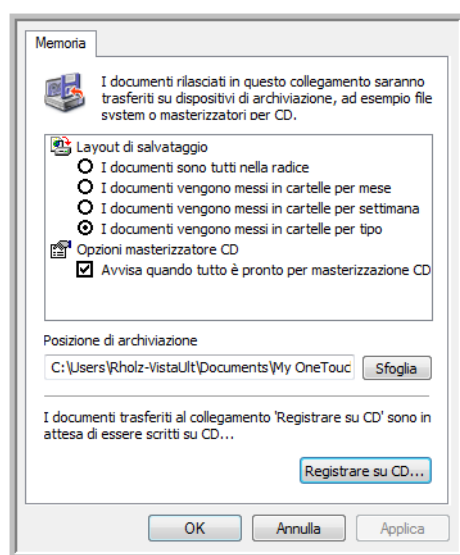 Memoria
I documenti rilasciati in questo collegamento saranno
trasferiti su dispositivi di archiviazione, ad esempio file
system o masterizzatori per CD.
Layout di salvataggio
I documenti sono tutti nella radice
I documenti vengono messi in cartelle per mese
I documenti vengono messi in cartelle per settimana
I documenti vengono messi in cartelle per tipo
Opzioni masterizzatore CD
Avvisa quando tutto è pronto per masterizzazione CD
Posizione di archiviazione
C:\Users\Rholz-VistaUlt\Documents\My OneTouc
Sfoglia
I documenti trasferiti al collegamento 'Registrare su CD' sono in
attesa di essere scritti su CD...
Registrare su CD...
OK
Annulla
Applica